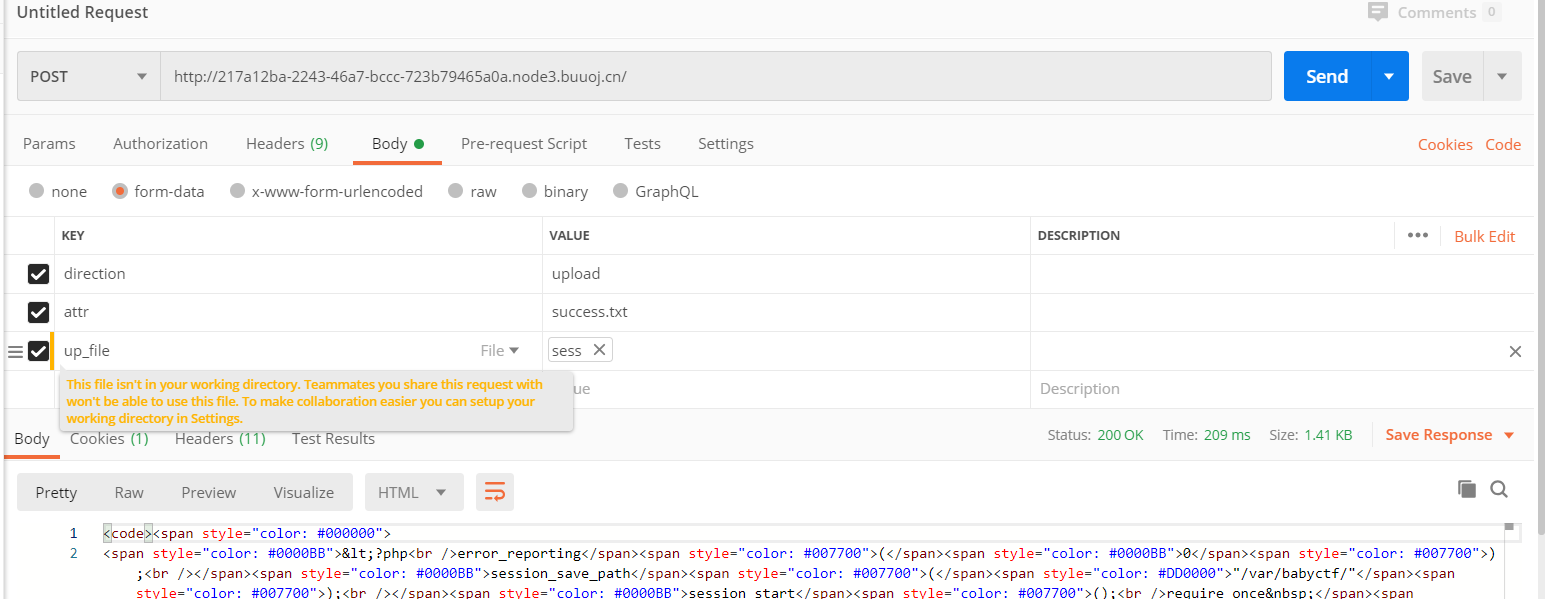 Untitled Request
Comments 0
POST http://217a12ba-2243-46a7-bccc-723b79465a0a.node3.buuoj.cn/ Send Save
Params Authorization Headers (9) Body Pre-request Script Tests Settings Cookies Code
none form-data x-www-form-urlencoded raw binary GraphQL
KEY VALUE DESCRIPTION ••• Bulk Edit
direction upload
attr success.txt
up_file File sess
This file isn't in your working directory. Teammates you share this request with
won't be able to use this file. To make collaboration easier you can setup your
working directory in Settings.
Description
Body Cookies (1) Headers (11) Test Results Status: 200 OK Time: 209 ms Size: 1.41 KB Save Response
Pretty Raw Preview Visualize HTML
1 <code><span style="color: #000000">
2 <span style="color: #0000BB">&lt;?php<br />error_reporting</span><span style="color: #007700">(</span><span style="color: #0000BB">0</span><span style="color: #007700">)
;<br /></span><span style="color: #0000BB">session_save_path</span><span style="color: #007700">(</span><span style="color: #DD0000">"/var/babyctf/"</span><span
style="color: #007700">);<br /></span><span style="color: #0000BB">session_start</span><span style="color: #007700">();<br />require_once&nbsp;</span><span